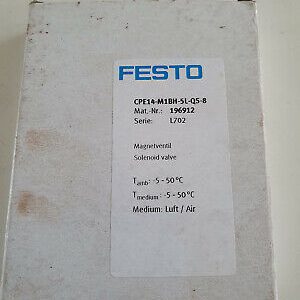 FESTO
CPE14-M1BH-5L-QS-8
Mat.-Nr.: 196912
Serie: L702
Magnetventil
Solenoid valve
Tamb: -5 - 50 °C
Tmedium: -5 - 50 °C
Medium: Luft / Air